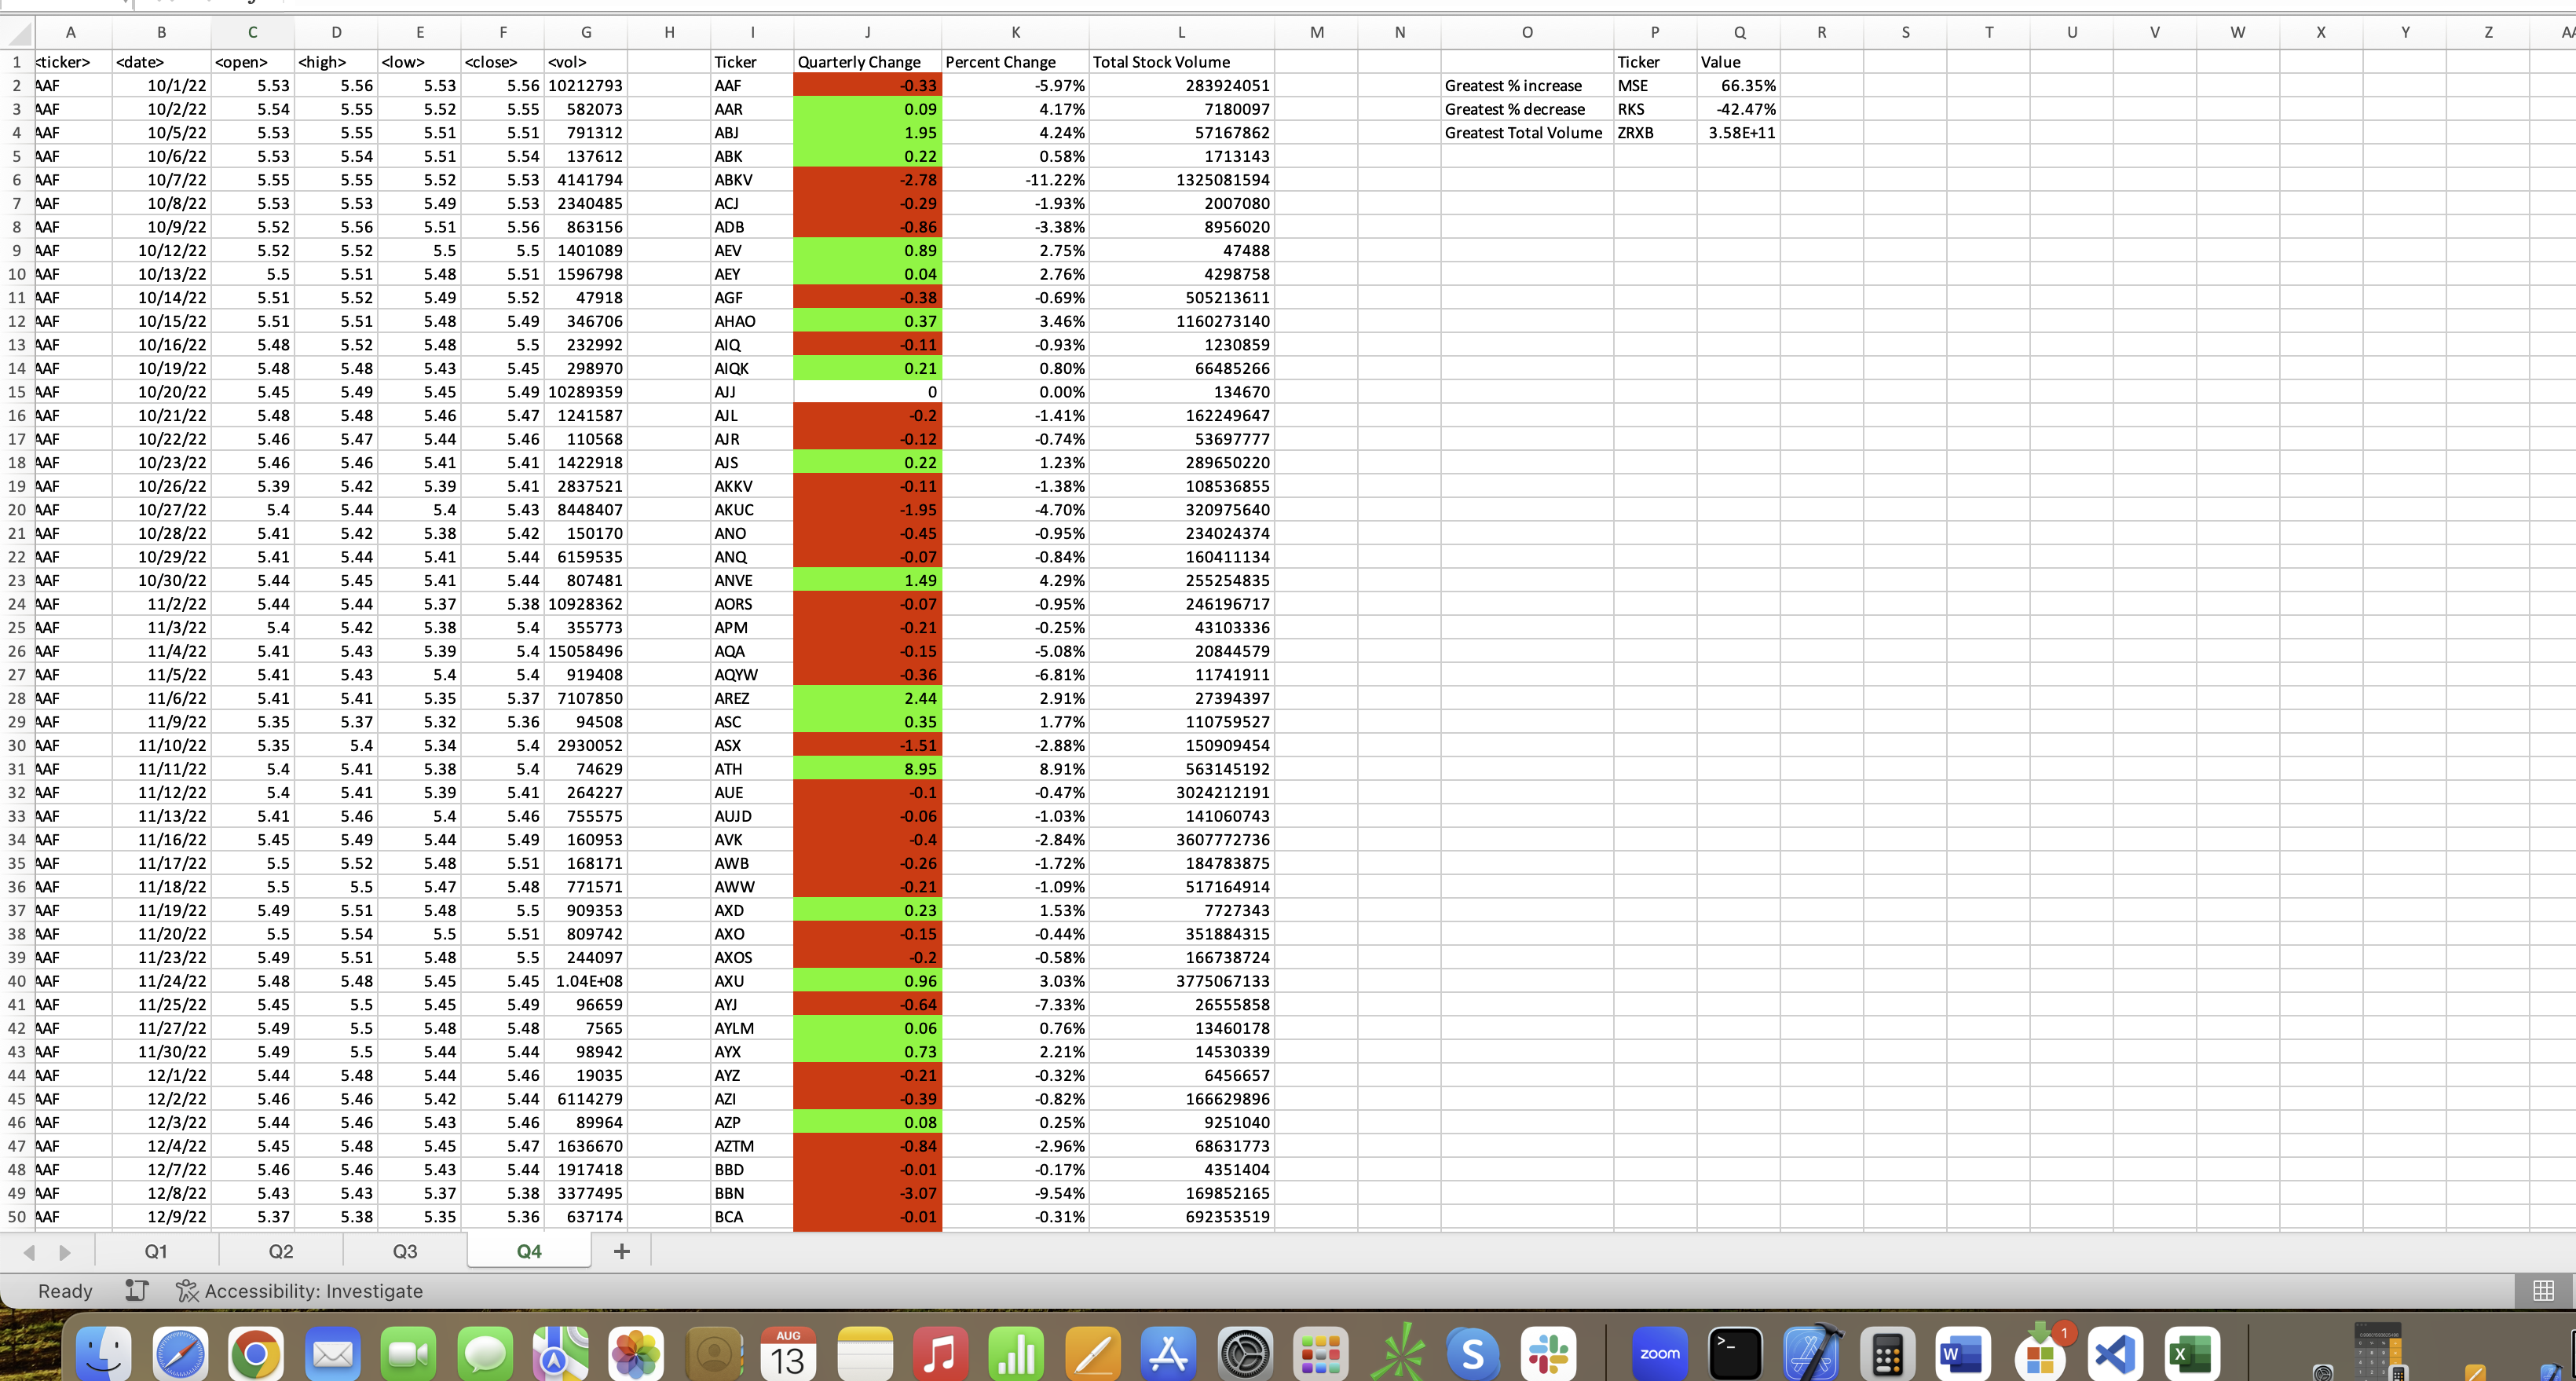 A B C D E F G H I J K L M N O P Q R S T U V W X Y Z
1 <ticker> <date> <open> <high> <low> <close> <vol> Ticker Quarterly Change Percent Change Total Stock Volume Ticker Value
2 AAF 10/1/22 5.53 5.56 5.53 5.56 10212793 AAF -0.33 -5.97% 283924051 Greatest % increase MSE 66.35%
3 AAF 10/2/22 5.54 5.55 5.52 5.55 582073 AAR 0.09 4.17% 7180097 Greatest % decrease RKS -42.47%
4 AAF 10/5/22 5.53 5.55 5.51 5.51 791312 ABJ 1.95 4.24% 57167862 Greatest Total Volume ZRXB 3.58E+11
5 AAF 10/6/22 5.53 5.54 5.51 5.54 137612 ABK 0.22 0.58% 1713143
6 AAF 10/7/22 5.55 5.55 5.52 5.53 4141794 ABKV -2.78 -11.22% 1325081594
7 AAF 10/8/22 5.53 5.53 5.49 5.53 2340485 ACJ -0.29 -1.93% 2007080
8 AAF 10/9/22 5.52 5.56 5.51 5.56 863156 ADB -0.86 -3.38% 8956020
9 AAF 10/12/22 5.52 5.52 5.5 5.5 1401089 AEV 0.89 2.75% 47488
10 AAF 10/13/22 5.5 5.51 5.48 5.51 1596798 AEY 0.04 2.76% 4298758
11 AAF 10/14/22 5.51 5.52 5.49 5.52 47918 AGF -0.38 -0.69% 505213611
12 AAF 10/15/22 5.51 5.51 5.48 5.49 346706 AHAO 0.37 3.46% 1160273140
13 AAF 10/16/22 5.48 5.52 5.48 5.5 232992 AIQ -0.11 -0.93% 1230859
14 AAF 10/19/22 5.48 5.48 5.43 5.45 298970 AIQK 0.21 0.80% 66485266
15 AAF 10/20/22 5.45 5.49 5.45 5.49 10289359 AJJ 0 0.00% 134670
16 AAF 10/21/22 5.48 5.48 5.46 5.47 1241587 AJL -0.2 -1.41% 162249647
17 AAF 10/22/22 5.46 5.47 5.44 5.46 110568 AJR -0.12 -0.74% 53697777
18 AAF 10/23/22 5.46 5.46 5.41 5.41 1422918 AJS 0.22 1.23% 289650220
19 AAF 10/26/22 5.39 5.42 5.39 5.41 2837521 AKKV -0.11 -1.38% 108536855
20 AAF 10/27/22 5.4 5.44 5.4 5.43 8448407 AKUC -1.95 -4.70% 320975640
21 AAF 10/28/22 5.41 5.42 5.38 5.42 150170 ANO -0.45 -0.95% 234024374
22 AAF 10/29/22 5.41 5.44 5.41 5.44 6159535 ANQ -0.07 -0.84% 160411134
23 AAF 10/30/22 5.44 5.45 5.41 5.44 807481 ANVE 1.49 4.29% 255254835
24 AAF 11/2/22 5.44 5.44 5.37 5.38 10928362 AORS -0.07 -0.95% 246196717
25 AAF 11/3/22 5.4 5.42 5.38 5.4 355773 APM -0.21 -0.25% 43103336
26 AAF 11/4/22 5.41 5.43 5.39 5.4 15058496 AQA -0.15 -5.08% 20844579
27 AAF 11/5/22 5.41 5.43 5.4 5.4 919408 AQYW -0.36 -6.81% 11741911
28 AAF 11/6/22 5.41 5.41 5.35 5.37 7107850 AREZ 2.44 2.91% 27394397
29 AAF 11/9/22 5.35 5.37 5.32 5.36 94508 ASC 0.35 1.77% 110759527
30 AAF 11/10/22 5.35 5.4 5.34 5.4 2930052 ASX -1.51 -2.88% 150909454
31 AAF 11/11/22 5.4 5.41 5.38 5.4 74629 ATH 8.95 8.91% 563145192
32 AAF 11/12/22 5.4 5.41 5.39 5.41 264227 AUE -0.1 -0.47% 3024212191
33 AAF 11/13/22 5.41 5.46 5.4 5.46 755575 AUJD -0.06 -1.03% 141060743
34 AAF 11/16/22 5.45 5.49 5.44 5.49 160953 AVK -0.4 -2.84% 3607772736
35 AAF 11/17/22 5.5 5.52 5.48 5.51 168171 AWB -0.26 -1.72% 184783875
36 AAF 11/18/22 5.5 5.5 5.47 5.48 771571 AWW -0.21 -1.09% 517164914
37 AAF 11/19/22 5.49 5.51 5.48 5.5 909353 AXD 0.23 1.53% 7727343
38 AAF 11/20/22 5.5 5.54 5.5 5.51 809742 AXO -0.15 -0.44% 351884315
39 AAF 11/23/22 5.49 5.51 5.48 5.5 244097 AXOS -0.2 -0.58% 166738724
40 AAF 11/24/22 5.48 5.48 5.45 5.45 1.04E+08 AXU 0.96 3.03% 3775067133
41 AAF 11/25/22 5.45 5.5 5.45 5.49 96659 AYJ -0.64 -7.33% 26555858
42 AAF 11/27/22 5.49 5.5 5.48 5.48 7565 AYLM 0.06 0.76% 13460178
43 AAF 11/30/22 5.49 5.5 5.44 5.44 98942 AYX 0.73 2.21% 14530339
44 AAF 12/1/22 5.44 5.48 5.44 5.46 19035 AYZ -0.21 -0.32% 6456657
45 AAF 12/2/22 5.46 5.46 5.42 5.44 6114279 AZI -0.39 -0.82% 166629896
46 AAF 12/3/22 5.44 5.46 5.43 5.46 89964 AZP 0.08 0.25% 9251040
47 AAF 12/4/22 5.45 5.48 5.45 5.47 1636670 AZTM -0.84 -2.96% 68631773
48 AAF 12/7/22 5.46 5.46 5.43 5.44 1917418 BBD -0.01 -0.17% 4351404
49 AAF 12/8/22 5.43 5.43 5.37 5.38 3377495 BBN -3.07 -9.54% 169852165
50 AAF 12/9/22 5.37 5.38 5.35 5.36 637174 BCA -0.01 -0.31% 692353519
Q1 Q2 Q3 Q4 +
Ready Accessibility: Investigate
AUG
13
zoom
1